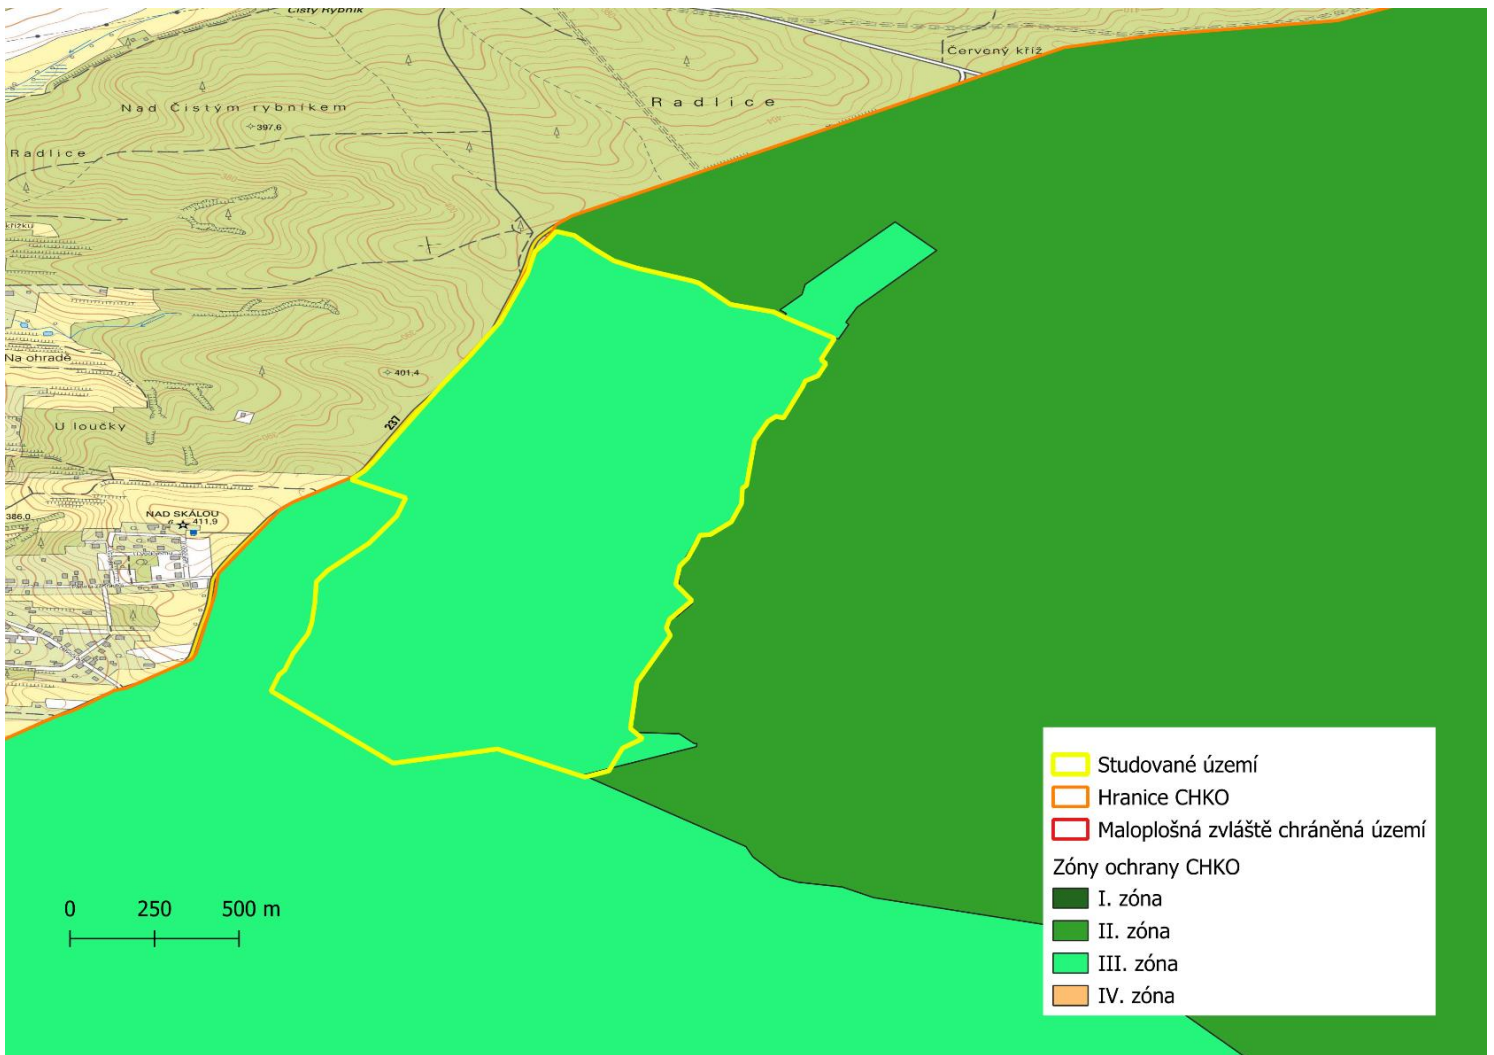 Čistý Rybník
Červený kříž
Radlice
Nad Čistým rybníkem
397,6
Radlice
křížku
Na ohradě
401,4
237
U loučky
NAD SKÁLOU
386.0
411,9
Studované území
Hranice CHKO
Maloplošná zvláště chráněná území
Zóny ochrany CHKO
I. zóna
II. zóna
III. zóna
IV. zóna
0 250 500 m